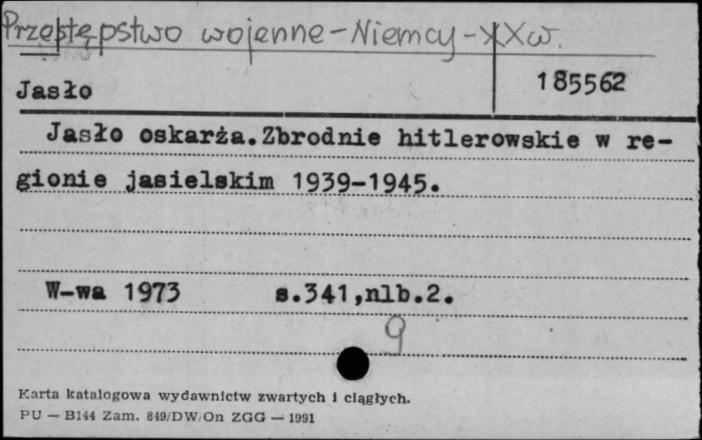 Przestępstwo wojenne-Niemcy-XXw.
185562
Jasło
Jasło oskarża.Zbrodnie hitlerowskie w re-
gionie jasielskim 1939-1945.
W-wa 1973 s.341,nlb.2.
9
Karta katalogowa wydawnictw zwartych i ciągłych.
PU — B144 Zam. 849/DW/On ZGG — 1991